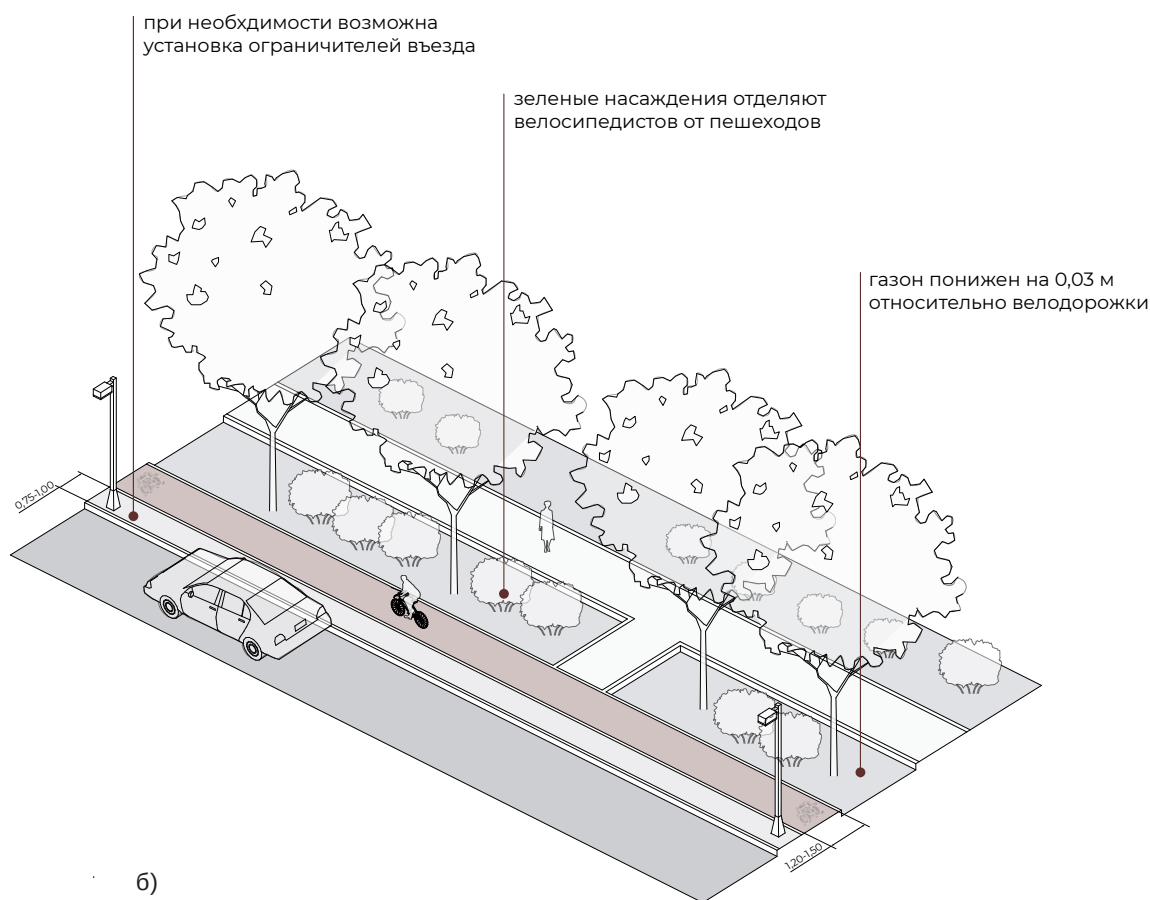 при необхдимости возможна
установка ограничителей въезда
зеленые насаждения отделяют
велосипедистов от пешеходов
газон понижен на 0,03 м
относительно велодорожки
0,75-1,00
1,20-1,50
б)